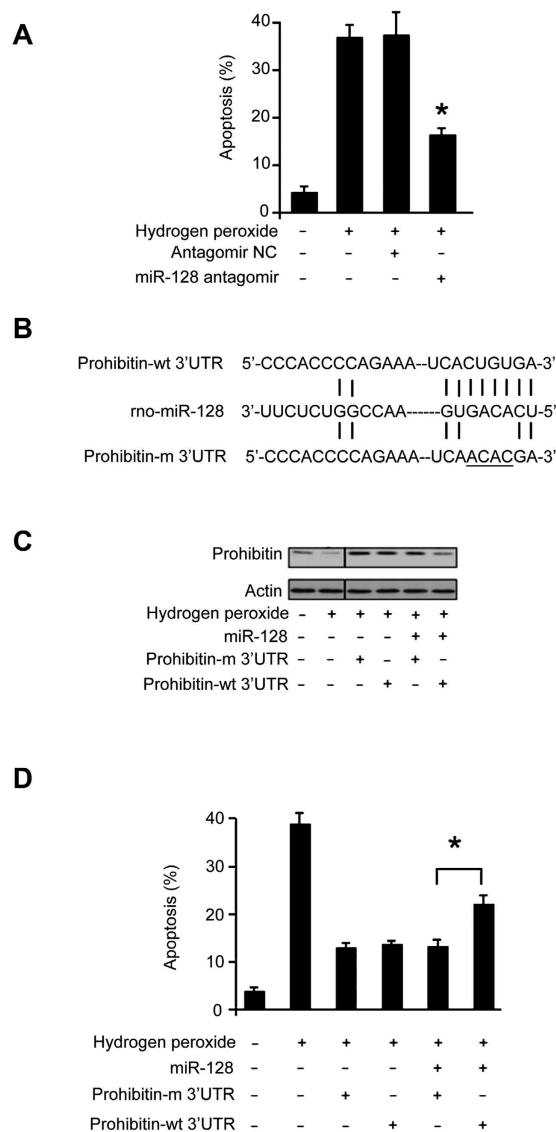 A
40
30
20
10
0
Apoptosis (%)
*
Hydrogen peroxide – + + +
Antagomir NC – – + –
miR-128 antagomir – – – +
B
Prohibitin-wt 3’UTR 5’-CCCACCCCAGAAA--UCACUGUGA-3’
rno-miR-128 3’-UUCUCUGGCCAA------GUGACACU-5’
Prohibitin-m 3’UTR 5’-CCCACCCCAGAAA--UCAACACGA-3’
C
Prohibitin
Actin
Hydrogen peroxide – + + + + +
miR-128 – – – – + +
Prohibitin-m 3’UTR – – + – + –
Prohibitin-wt 3’UTR – – – + – +
D
40
30
20
10
0
Apoptosis (%)
*
Hydrogen peroxide – + + + + +
miR-128 – – – – + +
Prohibitin-m 3’UTR – – + – + –
Prohibitin-wt 3’UTR – – – + – +